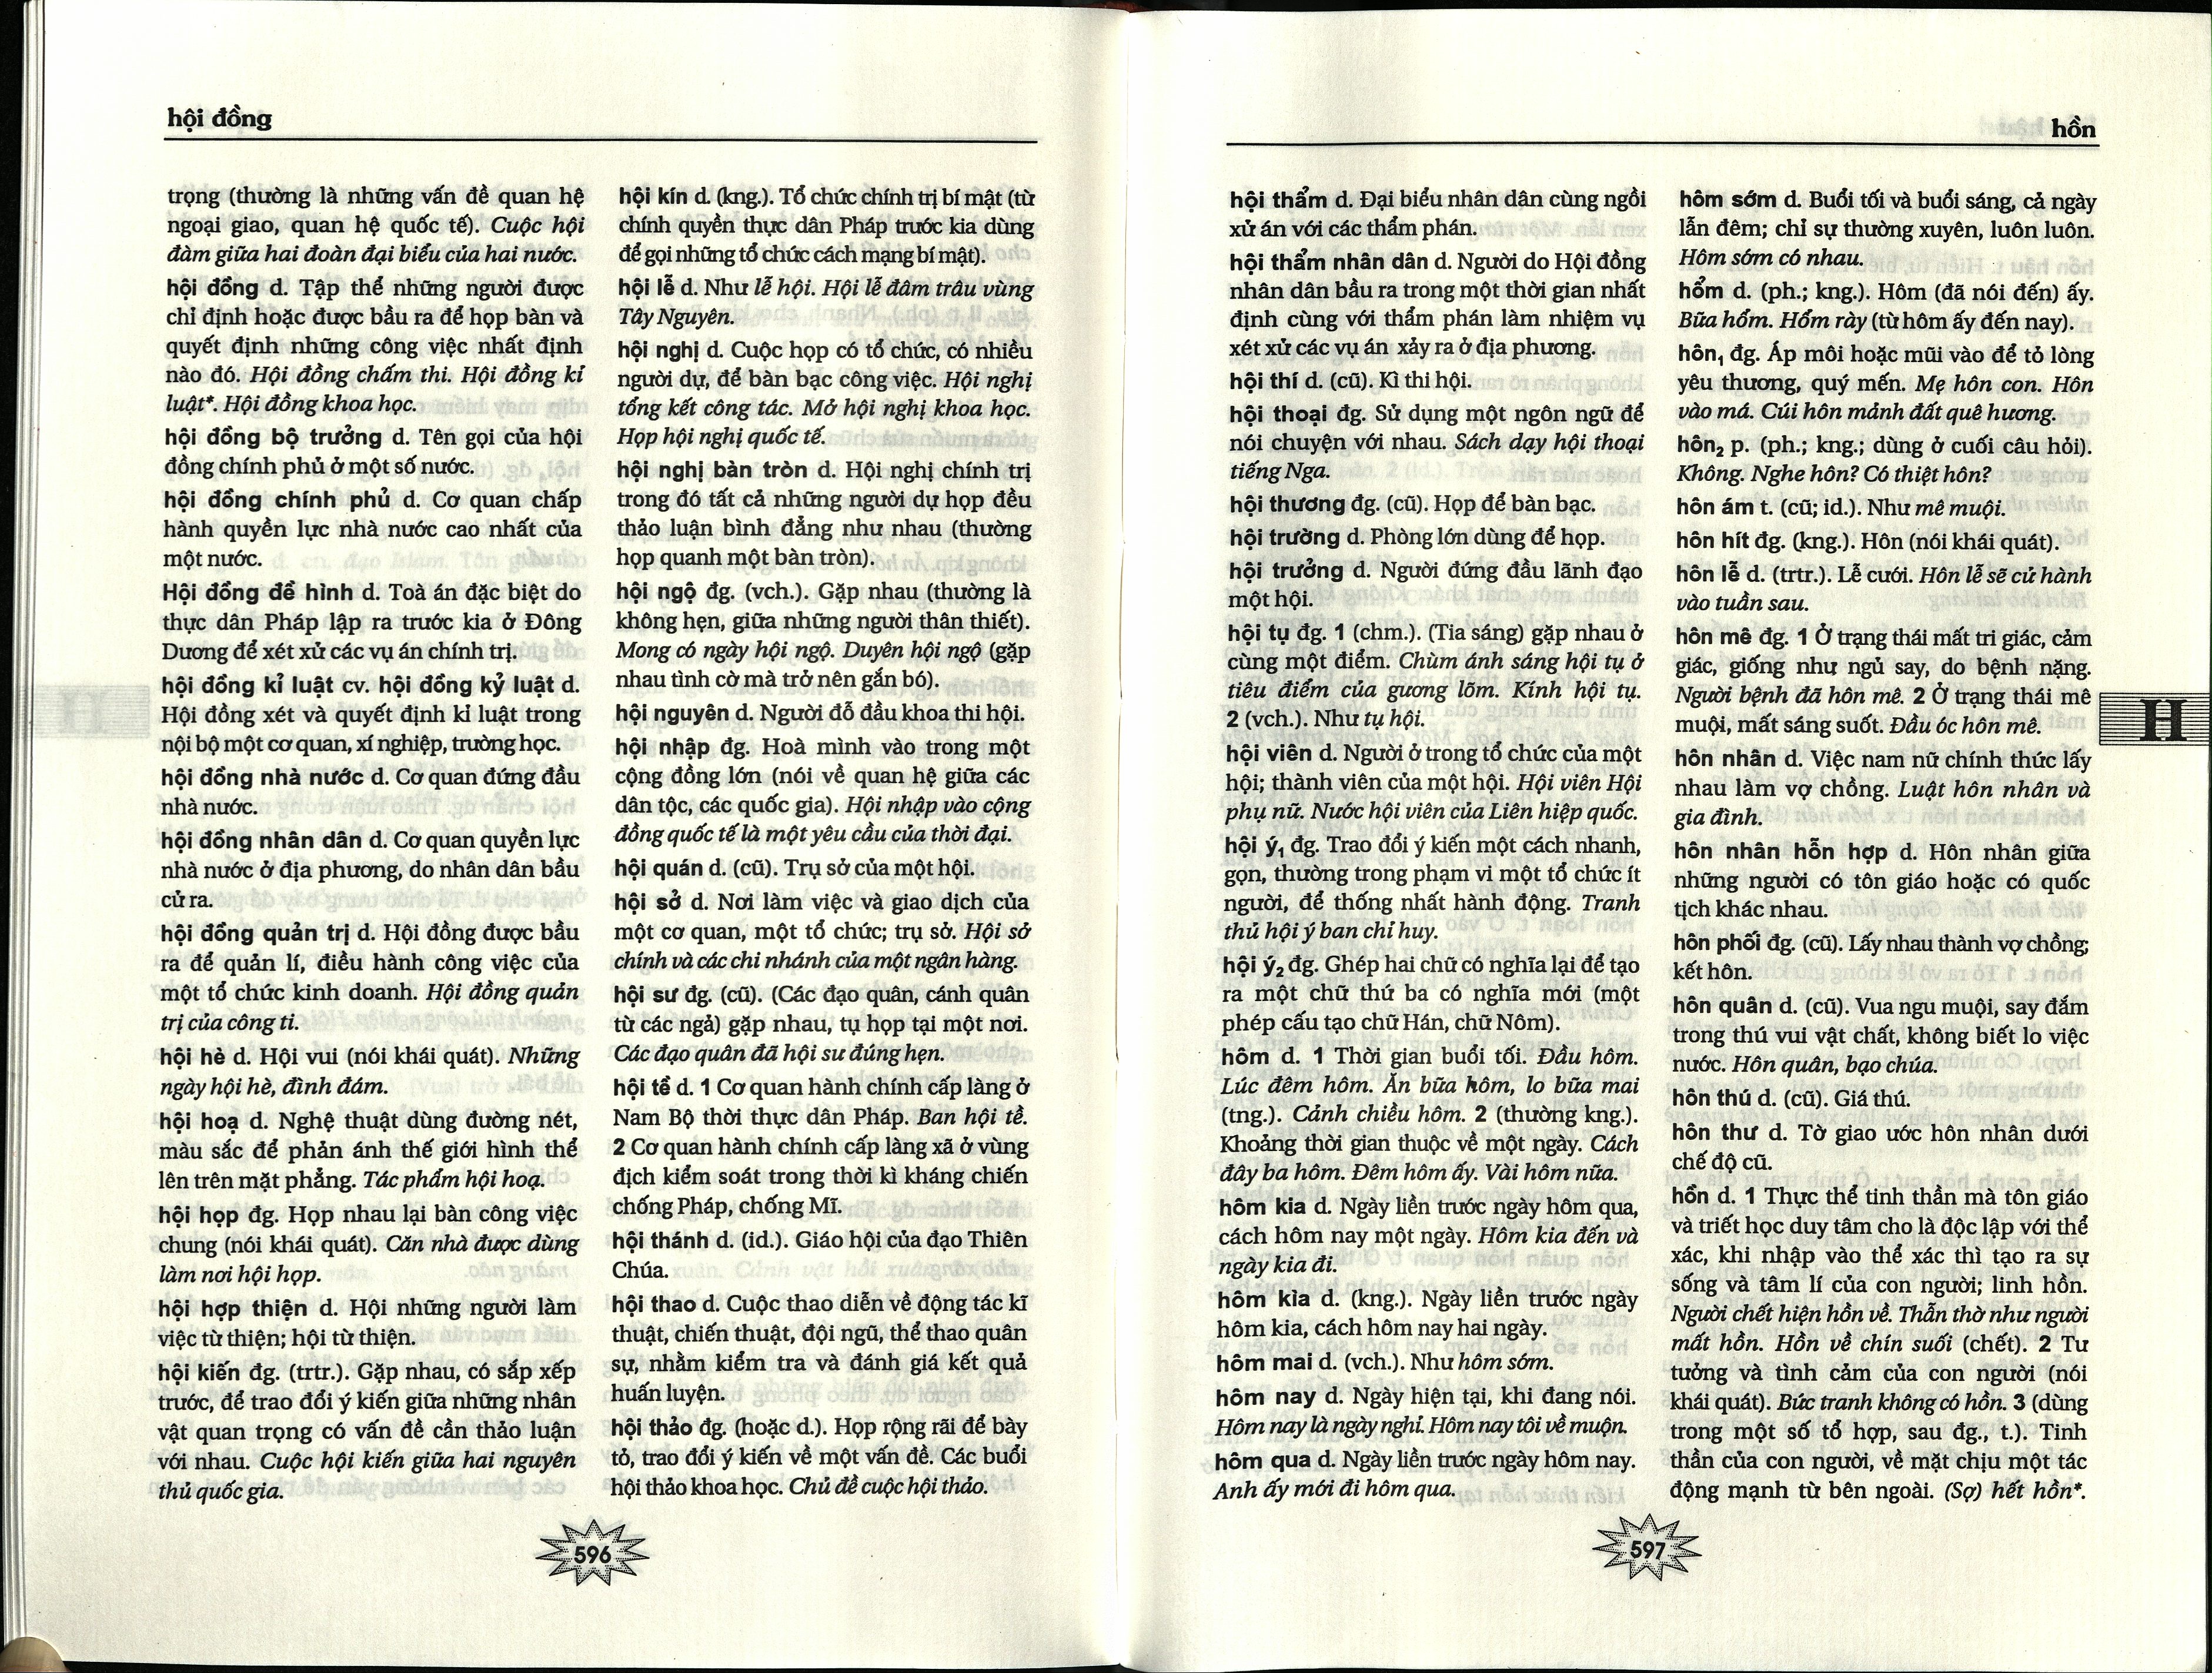 hội đồng
trọng (thường là những vấn đề quan hệ
ngoại giao, quan hệ quốc tế). Cuộc hội
đàm giữa hai đoàn đại biểu của hai nước.
hội đồng d. Tập thể những người được
chỉ định hoặc được bầu ra để họp bàn và
quyết định những công việc nhất định
nào đó. Hội đồng chấm thi. Hội đồng kỉ
luật*. Hội đồng khoa học.
hội đồng bộ trưởng d. Tên gọi của hội
đồng chính phủ ở một số nước.
hội đồng chính phủ d. Cơ quan chấp
hành quyền lực nhà nước cao nhất của
một nước.
Hội đồng đề hình d. Toà án đặc biệt do
thực dân Pháp lập ra trước kia ở Đông
Dương để xét xử các vụ án chính trị.
hội đồng kỉ luật cv. hội đồng kỷ luật d.
Hội đồng xét và quyết định kỉ luật trong
nội bộ một cơ quan, xí nghiệp, trường học.
hội đồng nhà nước d. Cơ quan đứng đầu
nhà nước.
hội đồng nhân dân d. Cơ quan quyền lực
nhà nước ở địa phương, do nhân dân bầu
cử ra.
hội đồng quản trị d. Hội đồng được bầu
ra để quản lí, điều hành công việc của
một tổ chức kinh doanh. Hội đồng quản
trị của công ti.
hội hè d. Hội vui (nói khái quát). Những
ngày hội hè, đình đám.
hội hoạ d. Nghệ thuật dùng đường nét,
màu sắc để phản ánh thế giới hình thể
lên trên mặt phẳng. Tác phẩm hội hoạ.
hội họp đg. Họp nhau lại bàn công việc
chung (nói khái quát). Căn nhà được dùng
làm nơi hội họp.
hội hợp thiện d. Hội những người làm
việc từ thiện; hội từ thiện.
hội kiến đg. (trtr.). Gặp nhau, có sắp xếp
trước, để trao đổi ý kiến giữa những nhân
vật quan trọng có vấn đề cần thảo luận
với nhau. Cuộc hội kiến giữa hai nguyên
thủ quốc gia.
hội kín d. (kng.). Tổ chức chính trị bí mật (từ
chính quyền thực dân Pháp trước kia dùng
để gọi những tổ chức cách mạng bí mật).
hội lễ d. Như lễ hội. Hội lễ đâm trâu vùng
Tây Nguyên.
hội nghị d. Cuộc họp có tổ chức, có nhiều
người dự, để bàn bạc công việc. Hội nghị
tổng kết công tác. Mở hội nghị khoa học.
Họp hội nghị quốc tế.
hội nghị bàn tròn d. Hội nghị chính trị
trong đó tất cả những người dự họp đều
thảo luận bình đẳng như nhau (thường
họp quanh một bàn tròn).
hội ngộ đg. (vch.). Gặp nhau (thường là
không hẹn, giữa những người thân thiết).
Mong có ngày hội ngộ. Duyên hội ngộ (gặp
nhau tình cờ mà trở nên gắn bó).
hội nguyên d. Người đỗ đầu khoa thi hội.
hội nhập đg. Hoà mình vào trong một
cộng đồng lớn (nói về quan hệ giữa các
dân tộc, các quốc gia). Hội nhập vào cộng
đồng quốc tế là một yêu cầu của thời đại.
hội quán d. (cũ). Trụ sở của một hội.
hội sở d. Nơi làm việc và giao dịch của
một cơ quan, một tổ chức; trụ sở. Hội sở
chính và các chi nhánh của một ngân hàng.
hội sư đg. (cũ). (Các đạo quân, cánh quân
từ các ngả) gặp nhau, tụ họp tại một nơi.
Các đạo quân đã hội sư đúng hẹn.
hội tề d. 1 Cơ quan hành chính cấp làng ở
Nam Bộ thời thực dân Pháp. Ban hội tề.
2 Cơ quan hành chính cấp làng xã ở vùng
địch kiểm soát trong thời kì kháng chiến
chống Pháp, chống Mĩ.
hội thánh d. (id.). Giáo hội của đạo Thiên
Chúa.
hội thao d. Cuộc thao diễn về động tác kĩ
thuật, chiến thuật, đội ngũ, thể thao quân
sự, nhằm kiểm tra và đánh giá kết quả
huấn luyện.
hội thảo đg. (hoặc d.). Họp rộng rãi để bày
tỏ, trao đổi ý kiến về một vấn đề. Các buổi
hội thảo khoa học. Chủ đề cuộc hội thảo.
596
hồn
hội thẩm d. Đại biểu nhân dân cùng ngồi
xử án với các thẩm phán.
hội thẩm nhân dân d. Người do Hội đồng
nhân dân bầu ra trong một thời gian nhất
định cùng với thẩm phán làm nhiệm vụ
xét xử các vụ án xảy ra ở địa phương.
hội thí d. (cũ). Kì thi hội.
hội thoại đg. Sử dụng một ngôn ngữ để
nói chuyện với nhau. Sách dạy hội thoại
tiếng Nga.
hội thương đg. (cũ). Họp để bàn bạc.
hội trường d. Phòng lớn dùng để họp.
hội trưởng d. Người đứng đầu lãnh đạo
một hội.
hội tụ đg. 1 (chm.). (Tia sáng) gặp nhau ở
cùng một điểm. Chùm ánh sáng hội tụ ở
tiêu điểm của gương lõm. Kính hội tụ.
2 (vch.). Như tụ hội.
hội viên d. Người ở trong tổ chức của một
hội; thành viên của một hội. Hội viên Hội
phụ nữ. Nước hội viên của Liên hiệp quốc.
hội ý₁ đg. Trao đổi ý kiến một cách nhanh,
gọn, thường trong phạm vi một tổ chức ít
người, để thống nhất hành động. Tranh
thủ hội ý ban chỉ huy.
hội ý₂ đg. Ghép hai chữ có nghĩa lại để tạo
ra một chữ thứ ba có nghĩa mới (một
phép cấu tạo chữ Hán, chữ Nôm).
hôm d. 1 Thời gian buổi tối. Đầu hôm.
Lúc đêm hôm. Ăn bữa hôm, lo bữa mai
(tng.). Cảnh chiều hôm. 2 (thường kng.).
Khoảng thời gian thuộc về một ngày. Cách
đây ba hôm. Đêm hôm ấy. Vài hôm nữa.
hôm kia d. Ngày liền trước ngày hôm qua,
cách hôm nay một ngày. Hôm kia đến và
ngày kia đi.
hôm kìa d. (kng.). Ngày liền trước ngày
hôm kia, cách hôm nay hai ngày.
hôm mai d. (vch.). Như hôm sớm.
hôm nay d. Ngày hiện tại, khi đang nói.
Hôm nay là ngày nghỉ. Hôm nay tôi về muộn.
hôm qua d. Ngày liền trước ngày hôm nay.
Anh ấy mới đi hôm qua.
hôm sớm d. Buổi tối và buổi sáng, cả ngày
lẫn đêm; chỉ sự thường xuyên, luôn luôn.
Hôm sớm có nhau.
hổm d. (ph.; kng.). Hôm (đã nói đến) ấy.
Bữa hổm. Hổm rày (từ hôm ấy đến nay).
hôn₁ đg. Áp môi hoặc mũi vào để tỏ lòng
yêu thương, quý mến. Mẹ hôn con. Hôn
vào má. Cúi hôn mảnh đất quê hương.
hôn₂ p. (ph.; kng.; dùng ở cuối câu hỏi).
Không. Nghe hôn? Có thiệt hôn?
hôn ám t. (cũ; id.). Như mê muội.
hôn hít đg. (kng.). Hôn (nói khái quát).
hôn lễ d. (trtr.). Lễ cưới. Hôn lễ sẽ cử hành
vào tuần sau.
hôn mê đg. 1 Ở trạng thái mất tri giác, cảm
giác, giống như ngủ say, do bệnh nặng.
Người bệnh đã hôn mê. 2 Ở trạng thái mê
muội, mất sáng suốt. Đầu óc hôn mê.
hôn nhân d. Việc nam nữ chính thức lấy
nhau làm vợ chồng. Luật hôn nhân và
gia đình.
hôn nhân hỗn hợp d. Hôn nhân giữa
những người có tôn giáo hoặc có quốc
tịch khác nhau.
hôn phối đg. (cũ). Lấy nhau thành vợ chồng;
kết hôn.
hôn quân d. (cũ). Vua ngu muội, say đắm
trong thú vui vật chất, không biết lo việc
nước. Hôn quân, bạo chúa.
hôn thú d. (cũ). Giá thú.
hôn thư d. Tờ giao ước hôn nhân dưới
chế độ cũ.
hồn d. 1 Thực thể tinh thần mà tôn giáo
và triết học duy tâm cho là độc lập với thể
xác, khi nhập vào thể xác thì tạo ra sự
sống và tâm lí của con người; linh hồn.
Người chết hiện hồn về. Thẫn thờ như người
mất hồn. Hồn về chín suối (chết). 2 Tư
tưởng và tình cảm của con người (nói
khái quát). Bức tranh không có hồn. 3 (dùng
trong một số tổ hợp, sau đg., t.). Tinh
thần của con người, về mặt chịu một tác
động mạnh từ bên ngoài. (Sợ) hết hồn*.
H
597